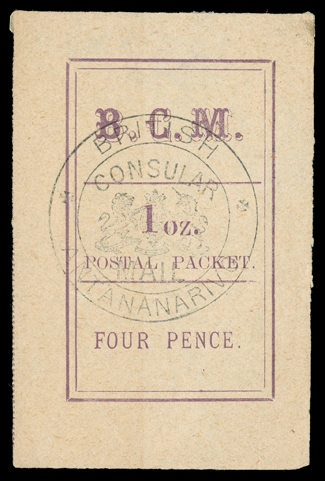 B. C. M.
BRITISH
CONSULAR
1 oz.
POSTAL PACKET.
MAIL
ANTANANARIVO
FOUR PENCE.